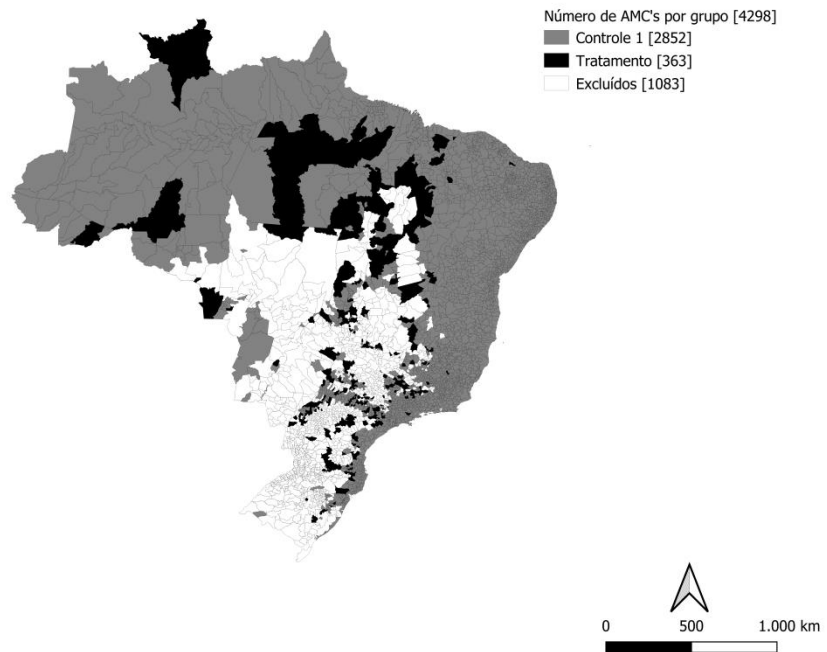 Número de AMC's por grupo [4298]
Controle 1 [2852]
Tratamento [363]
Excluídos [1083]
0 500 1.000 km